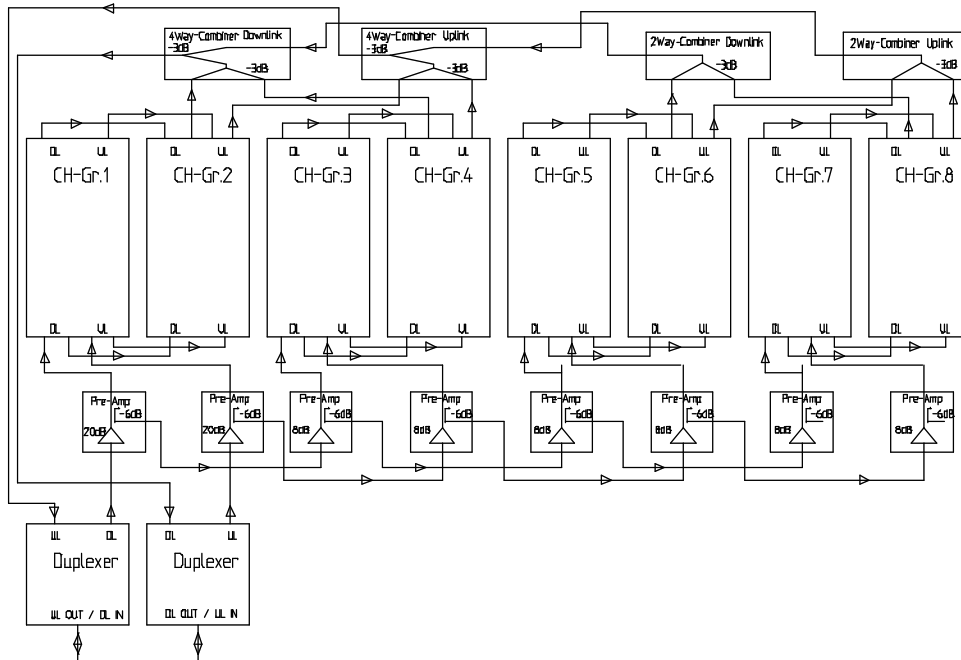 4Way-Combiner Downlink
-3dB
-3dB
4Way-Combiner Uplink
-3dB
-3dB
2Way-Combiner Downlink
-3dB
2Way-Combiner Uplink
-3dB
DL UL DL UL DL UL DL UL DL UL DL UL DL UL DL UL
CH-Gr.1 CH-Gr.2 CH-Gr.3 CH-Gr.4 CH-Gr.5 CH-Gr.6 CH-Gr.7 CH-Gr.8
DL UL DL UL DL UL DL UL DL UL DL UL DL UL DL UL
Pre-Amp Pre-Amp Pre-Amp Pre-Amp Pre-Amp Pre-Amp Pre-Amp Pre-Amp
-6dB -6dB -6dB -6dB -6dB -6dB -6dB -6dB
20dB 20dB 8dB 8dB 8dB 8dB 8dB 8dB
UL DL DL UL
Duplexer Duplexer
UL OUT / DL IN DL OUT / UL IN